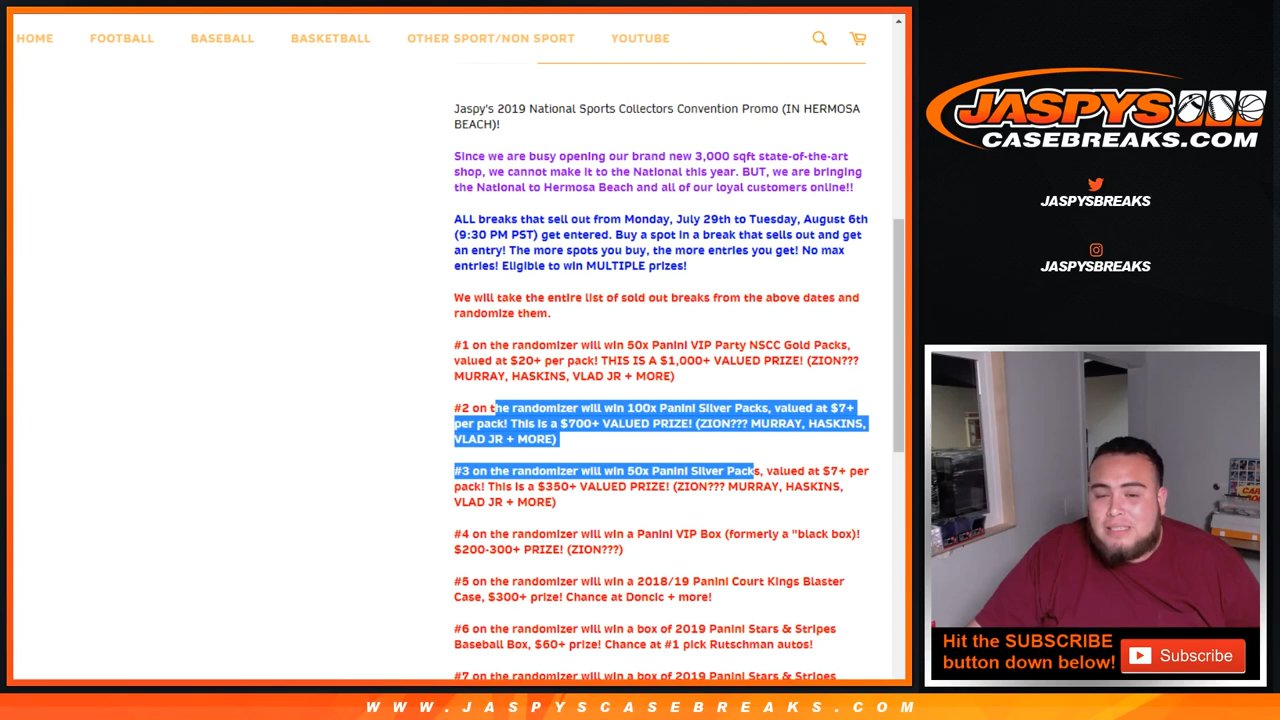 HOME FOOTBALL BASEBALL BASKETBALL OTHER SPORT/NON SPORT YOUTUBE
Jaspy's 2019 National Sports Collectors Convention Promo (IN HERMOSA
BEACH)!
Since we are busy opening our brand new 3,000 sqft state-of-the-art
shop, we cannot make it to the National this year. BUT, we are bringing
the National to Hermosa Beach and all of our loyal customers online!!
ALL breaks that sell out from Monday, July 29th to Tuesday, August 6th
(9:30 PM PST) get entered. Buy a spot in a break that sells out and get
an entry! The more spots you buy, the more entries you get! No max
entries! Eligible to win MULTIPLE prizes!
We will take the entire list of sold out breaks from the above dates and
randomize them.
#1 on the randomizer will win 50x Panini VIP Party NSCC Gold Packs,
valued at $20+ per pack! THIS IS A $1,000+ VALUED PRIZE! (ZION???
MURRAY, HASKINS, VLAD JR + MORE)
#2 on the randomizer will win 100x Panini Silver Packs, valued at $7+
per pack! This is a $700+ VALUED PRIZE! (ZION??? MURRAY, HASKINS,
VLAD JR + MORE)
#3 on the randomizer will win 50x Panini Silver Packs, valued at $7+ per
pack! This is a $350+ VALUED PRIZE! (ZION??? MURRAY, HASKINS,
VLAD JR + MORE)
#4 on the randomizer will win a Panini VIP Box (formerly a "black box)!
$200-300+ PRIZE! (ZION???)
#5 on the randomizer will win a 2018/19 Panini Court Kings Blaster
Case, $300+ prize! Chance at Doncic + more!
#6 on the randomizer will win a box of 2019 Panini Stars & Stripes
Baseball Box, $60+ prize! Chance at #1 pick Rutschman autos!
#7 on the randomizer will win a box of 2019 Panini Stars & Stripes
JASPYS
CASEBREAKS.COM
JASPYSBREAKS
JASPYSBREAKS
Hit the SUBSCRIBE
button down below!
Subscribe
WWW.JASPYSCASEBREAKS.COM